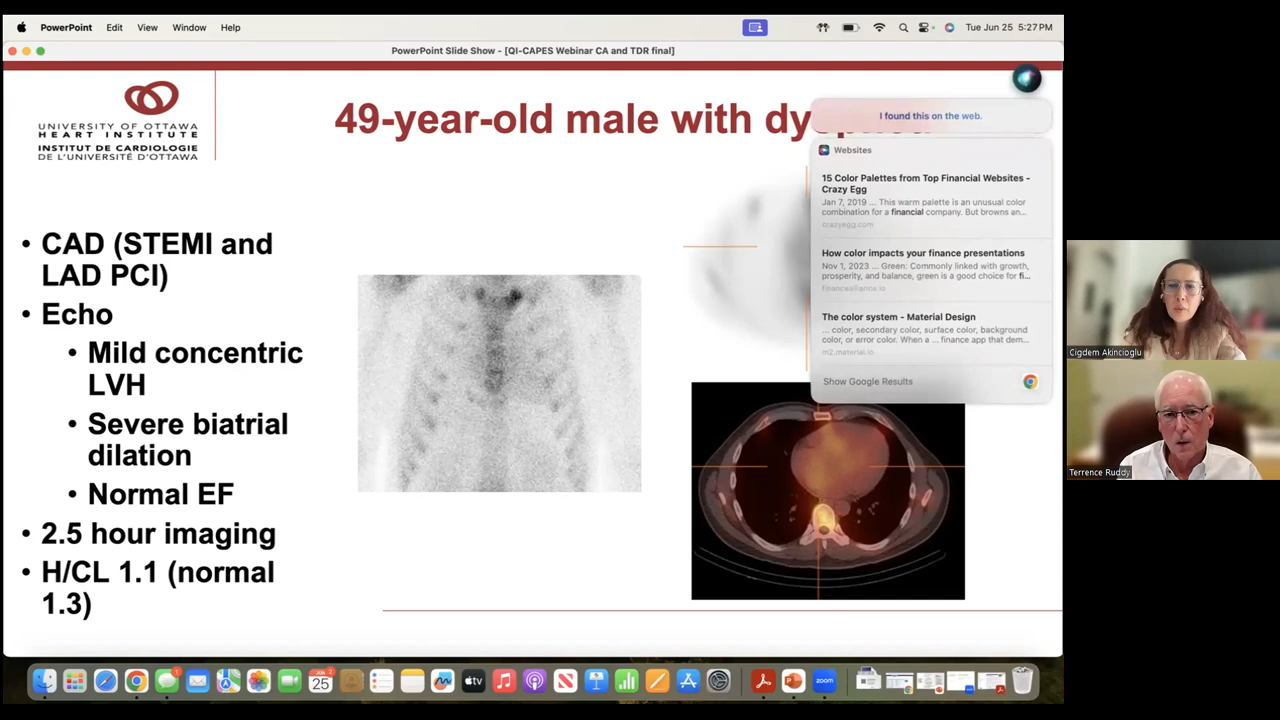 PowerPoint Edit View Window Help
Tue Jun 25 5:27 PM
PowerPoint Slide Show - [QI-CAPES Webinar CA and TDR final]
UNIVERSITY OF OTTAWA
HEART INSTITUTE
INSTITUT DE CARDIOLOGIE
DE L'UNIVERSITÉ D'OTTAWA
49-year-old male with
I found this on the web.
Websites
15 Color Palettes from Top Financial Websites -
Crazy Egg
Jan 7, 2019 ... This warm palette is an unusual color
combination for a financial company. But browns an...
crazyegg.com
How color impacts your finance presentations
Nov 1, 2023 ... Green: Commonly linked with growth,
prosperity, and balance, green is a good choice for fi...
financealliance.io
The color system - Material Design
... color, secondary color, surface color, background
color, or error color. When a ... finance app that dem...
m2.material.io
Show Google Results
• CAD (STEMI and
LAD PCI)
• Echo
• Mild concentric
LVH
• Severe biatrial
dilation
• Normal EF
• 2.5 hour imaging
• H/CL 1.1 (normal
1.3)
Cigdem Akincioglu
Terrence Ruddy
JUN
25
tv
zoom